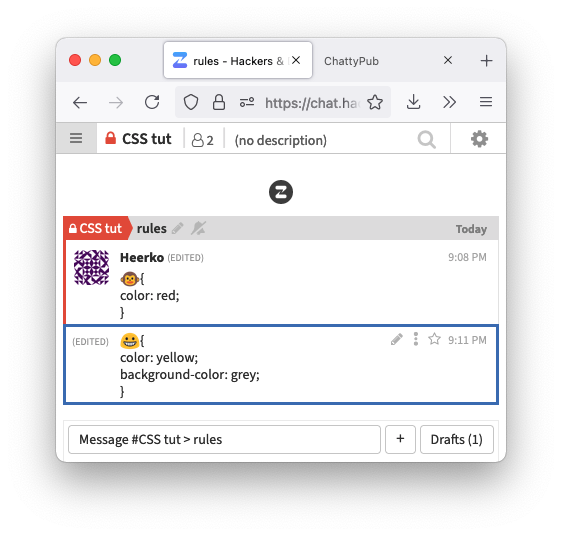 rules - Hackers &
ChattyPub
https://chat.ha
CSS tut
2
(no description)
CSS tut
rules
Today
Heerko (EDITED)
9:08 PM
🐵{
color: red;
}
(EDITED)
😀{
9:11 PM
color: yellow;
background-color: grey;
}
Message #CSS tut > rules
+
Drafts (1)